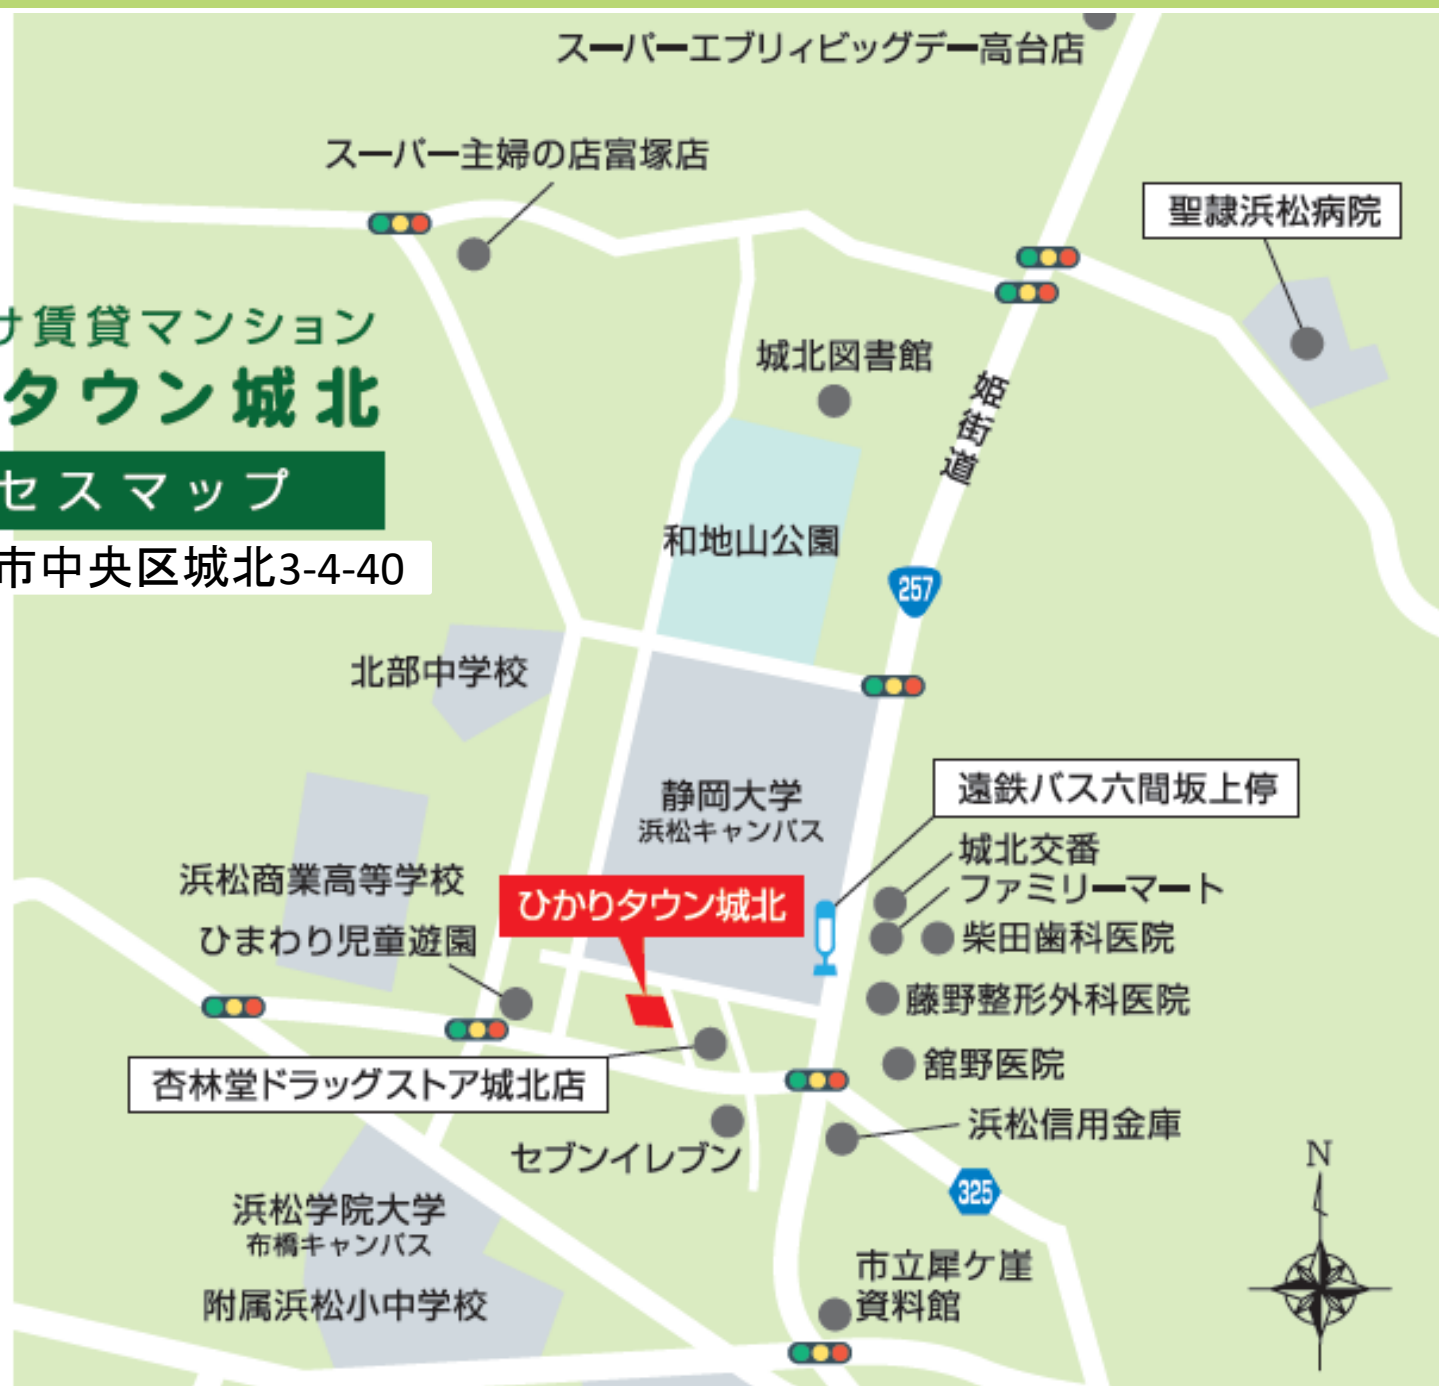 スーパーエブリィビッグデー高台店
スーパー主婦の店富塚店
聖隷浜松病院
け賃貸マンション
タウン城北
セスマップ
市中央区城北3-4-40
城北図書館
姫街道
和地山公園
257
北部中学校
静岡大学
浜松キャンパス
遠鉄バス六間坂上停
城北交番
ファミリーマート
浜松商業高等学校
ひかりタウン城北
ひまわり児童遊園
柴田歯科医院
藤野整形外科医院
舘野医院
杏林堂ドラッグストア城北店
浜松信用金庫
セブンイレブン
325
N
浜松学院大学
布橋キャンパス
市立犀ケ崖
資料館
附属浜松小中学校